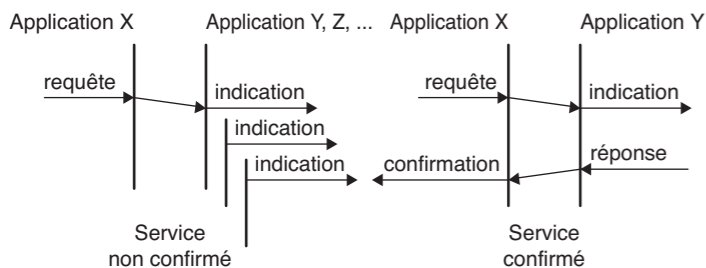 Application X
Application Y, Z, ...
Application X
Application Y
requête
indication
indication
indication
requête
indication
réponse
confirmation
Service
non confirmé
Service
confirmé